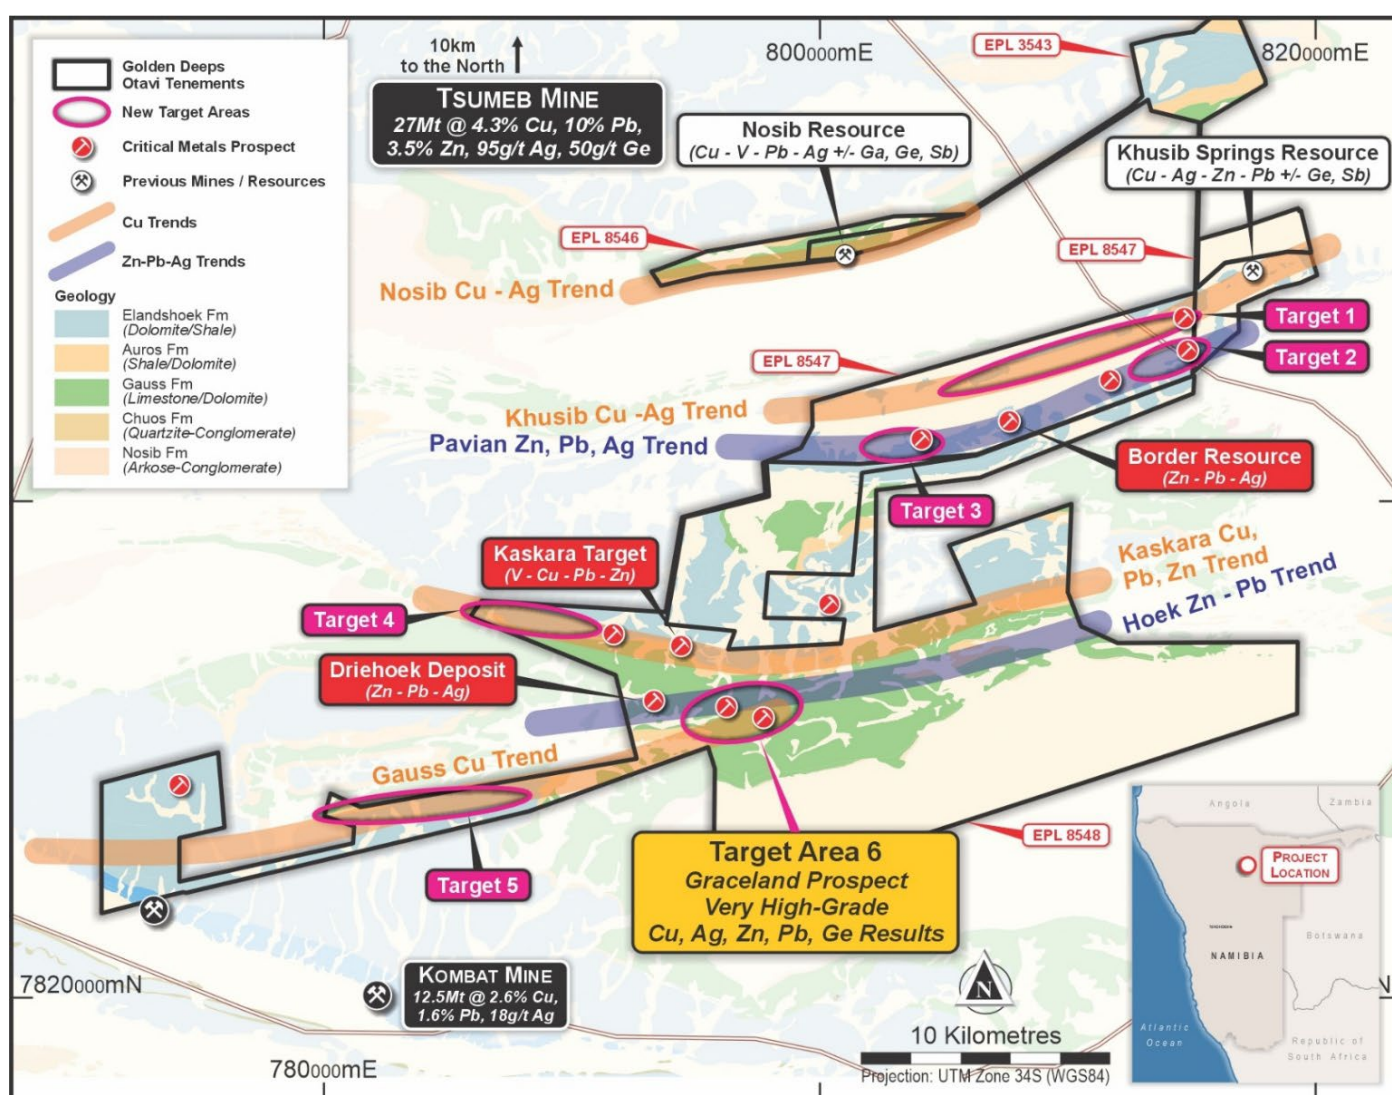 10km
to the North
800000mE
EPL 3543
820000mE
Golden Deeps
Otavi Tenements
New Target Areas
Critical Metals Prospect
Previous Mines / Resources
Cu Trends
Zn-Pb-Ag Trends
Geology
Elandshoek Fm
(Dolomite/Shale)
Auros Fm
(Shale/Dolomite)
Gauss Fm
(Limestone/Dolomite)
Chuos Fm
(Quartzite-Conglomerate)
Nosib Fm
(Arkose-Conglomerate)
TSUMEB MINE
27Mt @ 4.3% Cu, 10% Pb,
3.5% Zn, 95g/t Ag, 50g/t Ge
Nosib Resource
(Cu - V - Pb - Ag +/- Ga, Ge, Sb)
Khusib Springs Resource
(Cu - Ag - Zn - Pb +/- Ge, Sb)
EPL 8546
EPL 8547
Nosib Cu - Ag Trend
Target 1
Target 2
EPL 8547
Khusib Cu -Ag Trend
Pavian Zn, Pb, Ag Trend
Border Resource
(Zn - Pb - Ag)
Target 3
Kaskara Target
(V - Cu - Pb - Zn)
Kaskara Cu,
Pb, Zn Trend
Hoek Zn - Pb Trend
Target 4
Driehoek Deposit
(Zn - Pb - Ag)
Gauss Cu Trend
Target 5
EPL 8548
Target Area 6
Graceland Prospect
Very High-Grade
Cu, Ag, Zn, Pb, Ge Results
KOMBAT MINE
12.5Mt @ 2.6% Cu,
1.6% Pb, 18g/t Ag
7820000mN
780000mE
N
10 Kilometres
Projection: UTM Zone 34S (WGS84)
N
Angola
Zambia
PROJECT
LOCATION
NAMIBIA
Botswana
Atlantic
Ocean
Republic of
South Africa